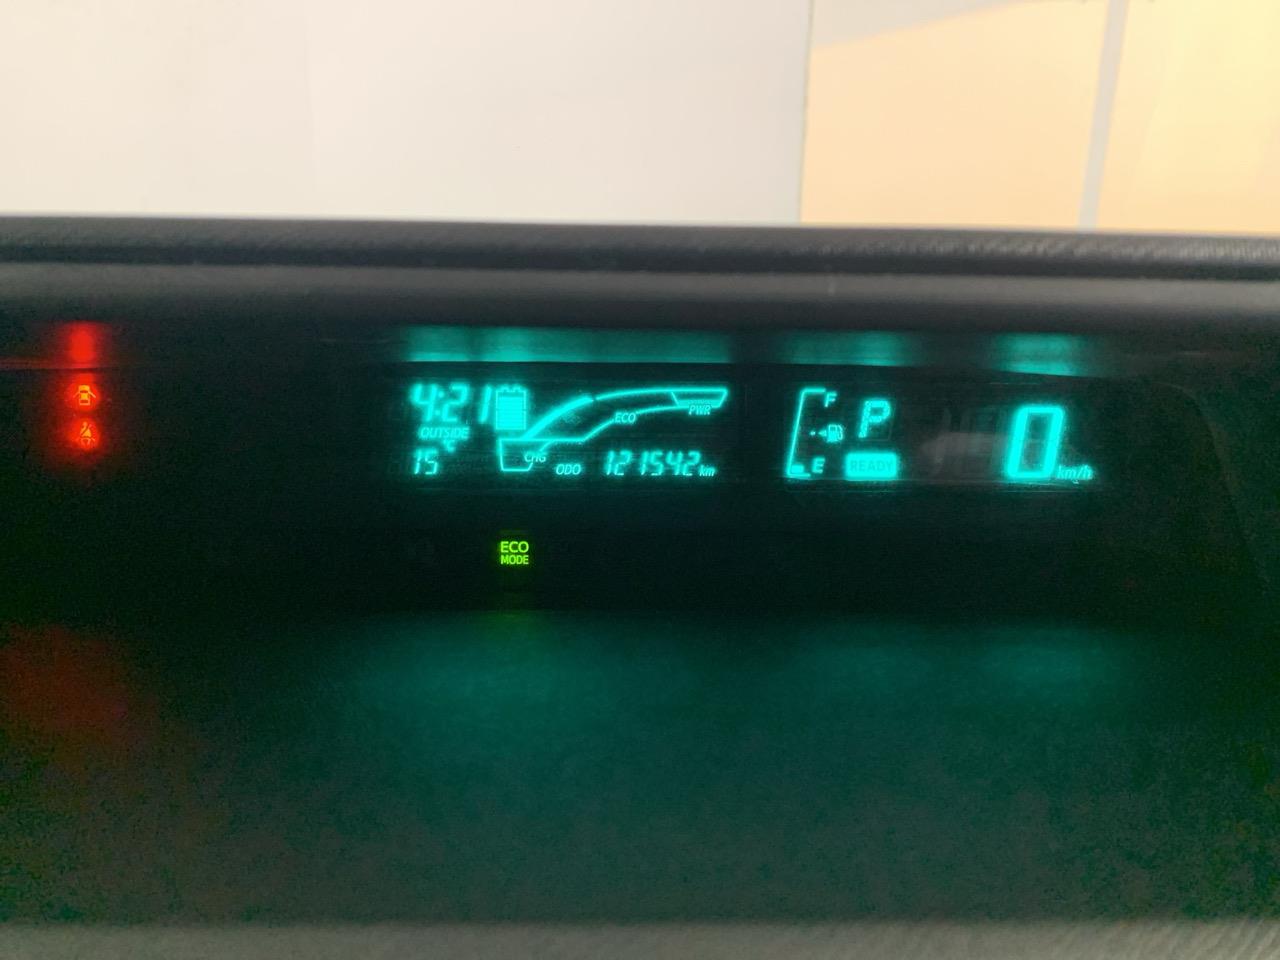 4:21
OUTSIDE
°C
15
CHG
ECO
PWR
ODO 121542 km
F
E
P
READY
0 km/h
ECO
MODE